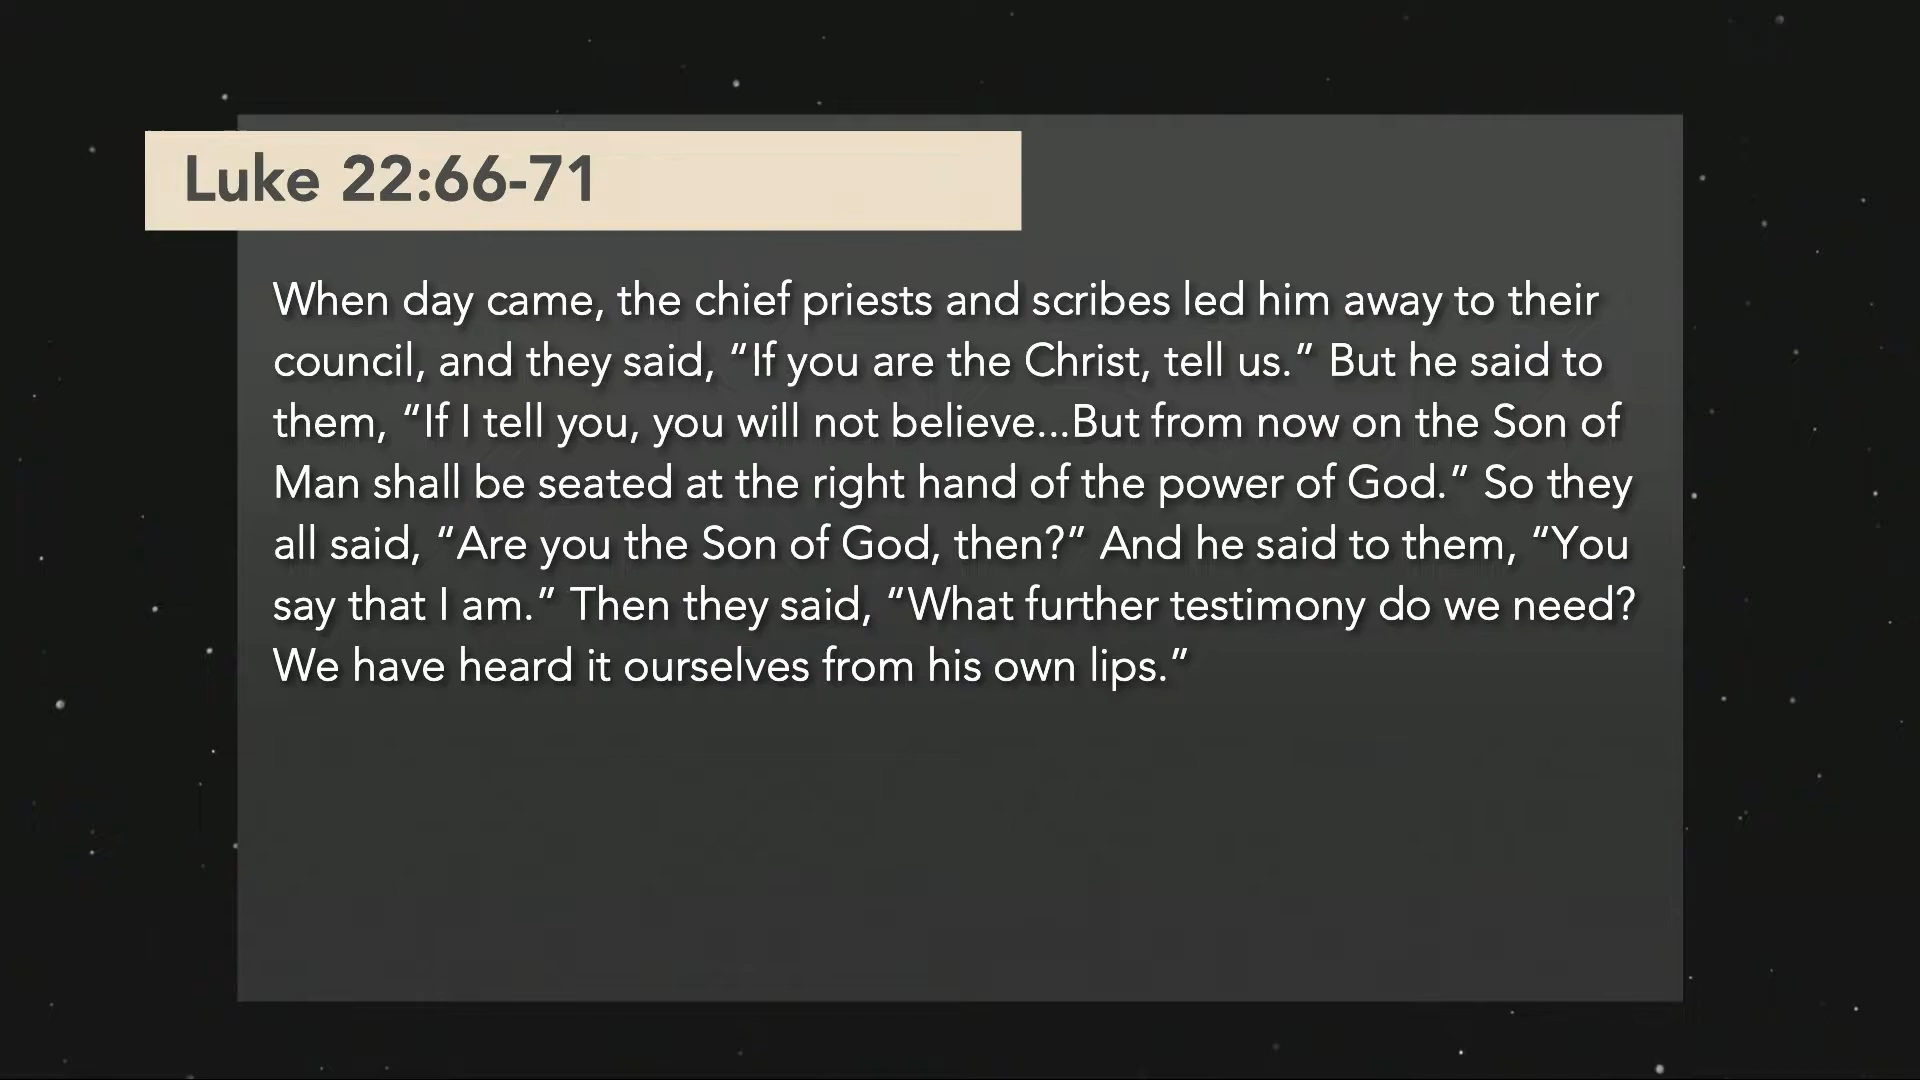 Luke 22:66-71
When day came, the chief priests and scribes led him away to their
council, and they said, “If you are the Christ, tell us.” But he said to
them, “If I tell you, you will not believe...But from now on the Son of
Man shall be seated at the right hand of the power of God.” So they
all said, “Are you the Son of God, then?” And he said to them, “You
say that I am.” Then they said, “What further testimony do we need?
We have heard it ourselves from his own lips.”